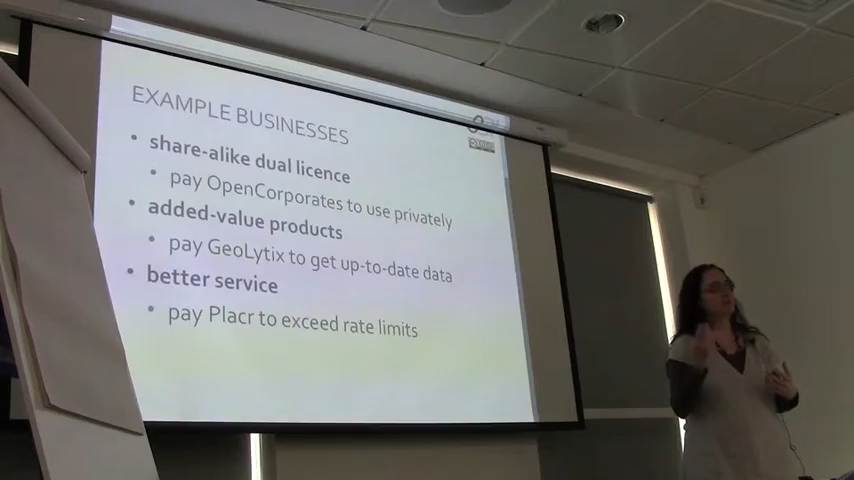 EXAMPLE BUSINESSES
• share-alike dual licence
• pay OpenCorporates to use privately
• added-value products
• pay GeoLytix to get up-to-date data
• better service
• pay Placr to exceed rate limits